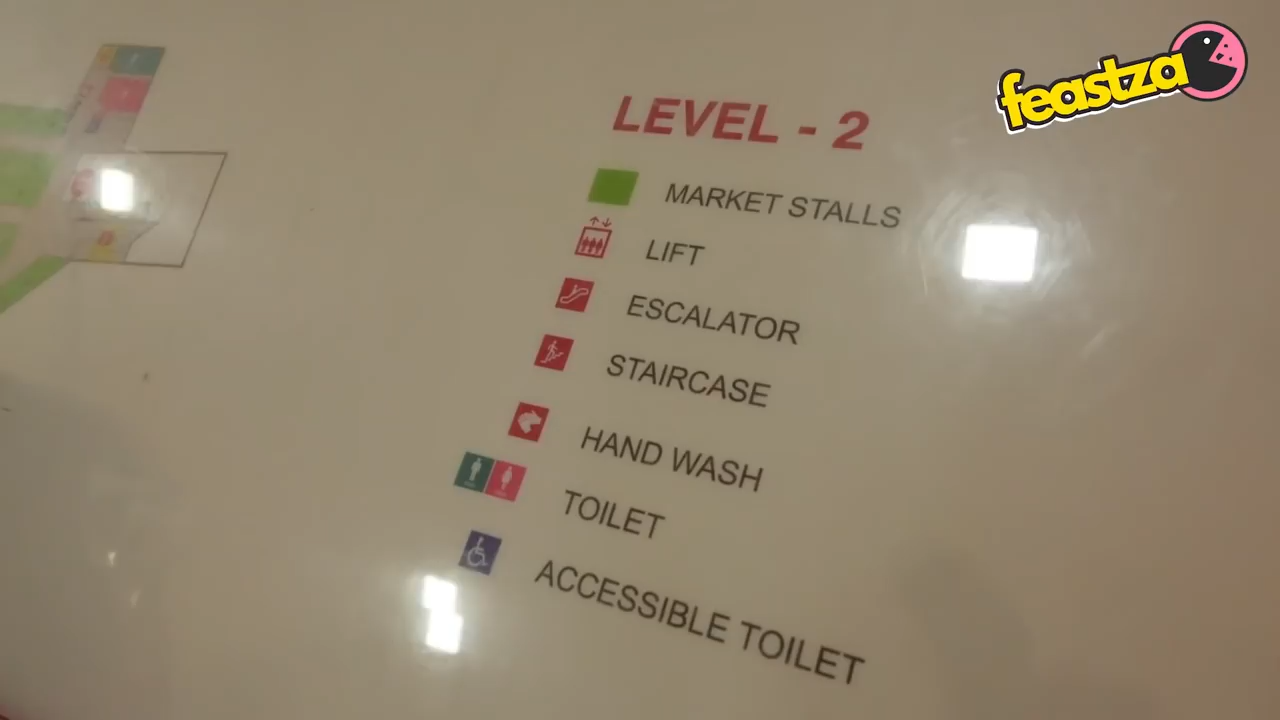 feastza
LEVEL - 2
MARKET STALLS
LIFT
ESCALATOR
STAIRCASE
HAND WASH
TOILET
ACCESSIBLE TOILET